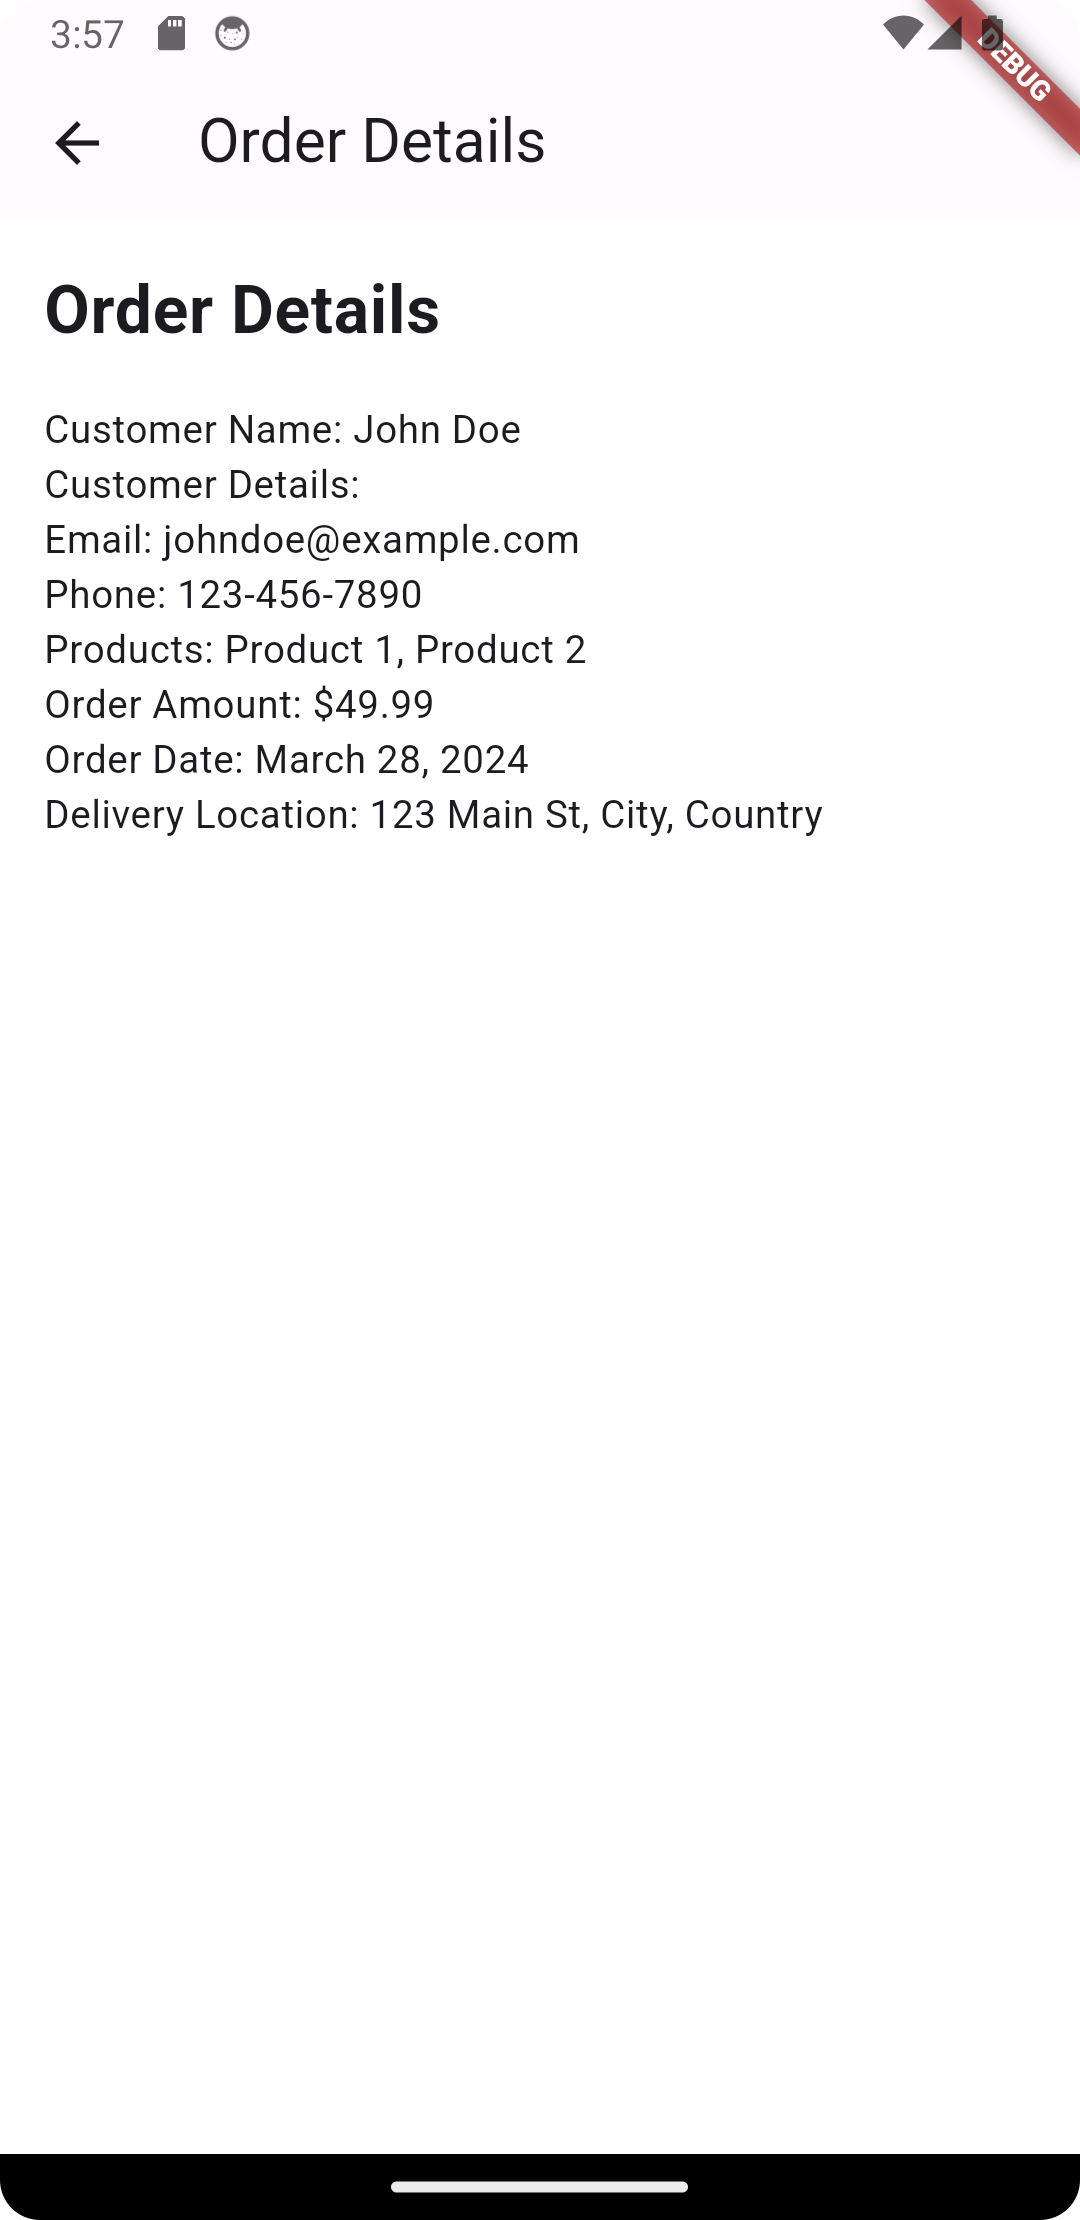 3:57
DEBUG
Order Details
Order Details
Customer Name: John Doe
Customer Details:
Email: johndoe@example.com
Phone: 123-456-7890
Products: Product 1, Product 2
Order Amount: $49.99
Order Date: March 28, 2024
Delivery Location: 123 Main St, City, Country